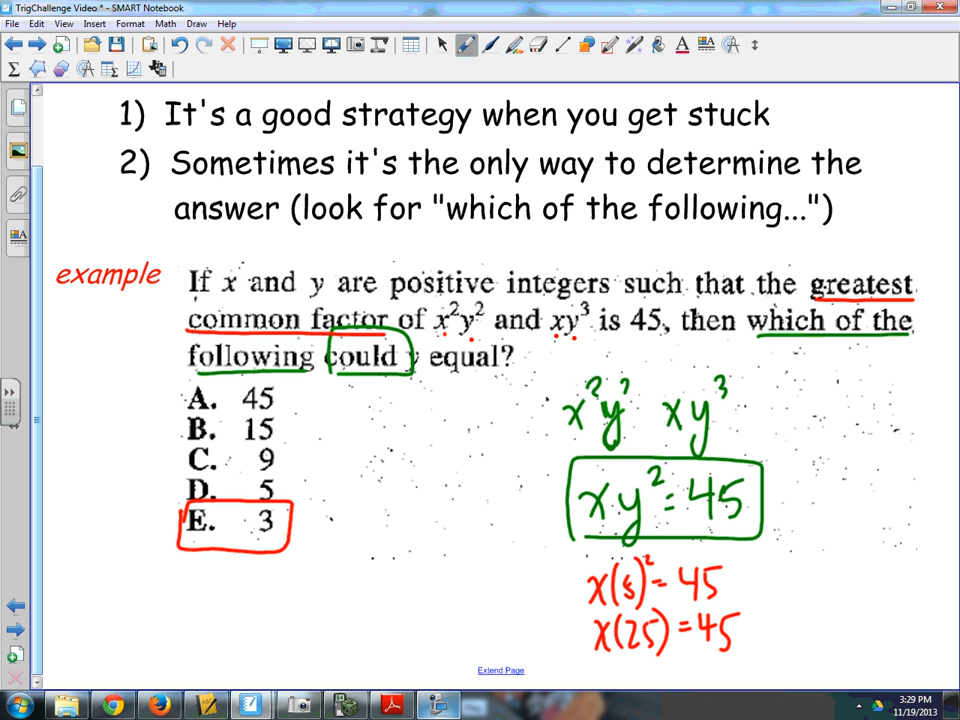 TrigChallenge Video * - SMART Notebook
File Edit View Insert Format Math Draw Help
1) It's a good strategy when you get stuck
2) Sometimes it's the only way to determine the
answer (look for "which of the following...")
example
If x and y are positive integers such that the greatest
common factor of x²y² and xy³ is 45, then which of the
following could y equal?
A. 45
B. 15
C. 9
D. 5
E. 3
x²y² xy³
xy² = 45
x(5)² = 45
x(25) = 45
Extend Page
3:29 PM
11/19/2013